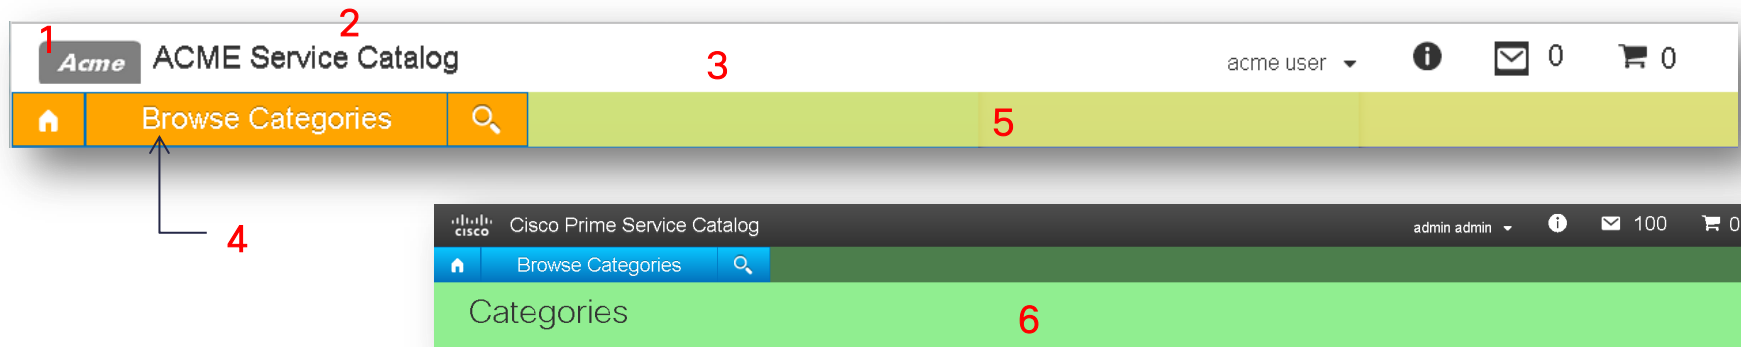 1
2
Acme ACME Service Catalog
3
acme user
0
0
Browse Categories
5
4
cisco Cisco Prime Service Catalog
admin admin
100
0
Browse Categories
Categories
6